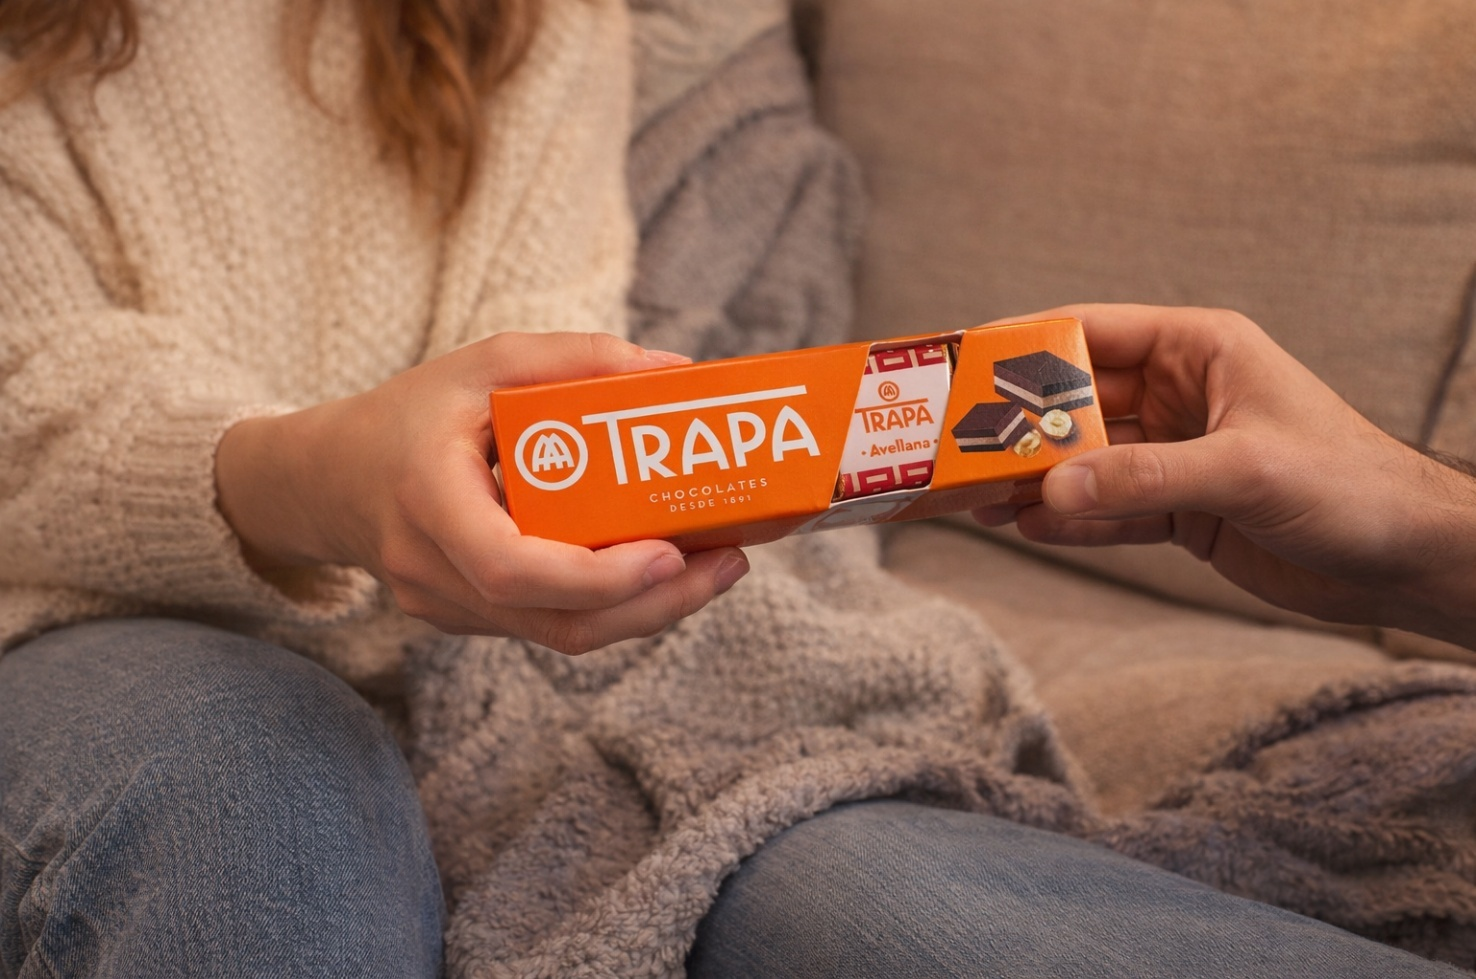 TRAPA
CHOCOLATES
DESDE 1891
TRAPA
· Avellana ·